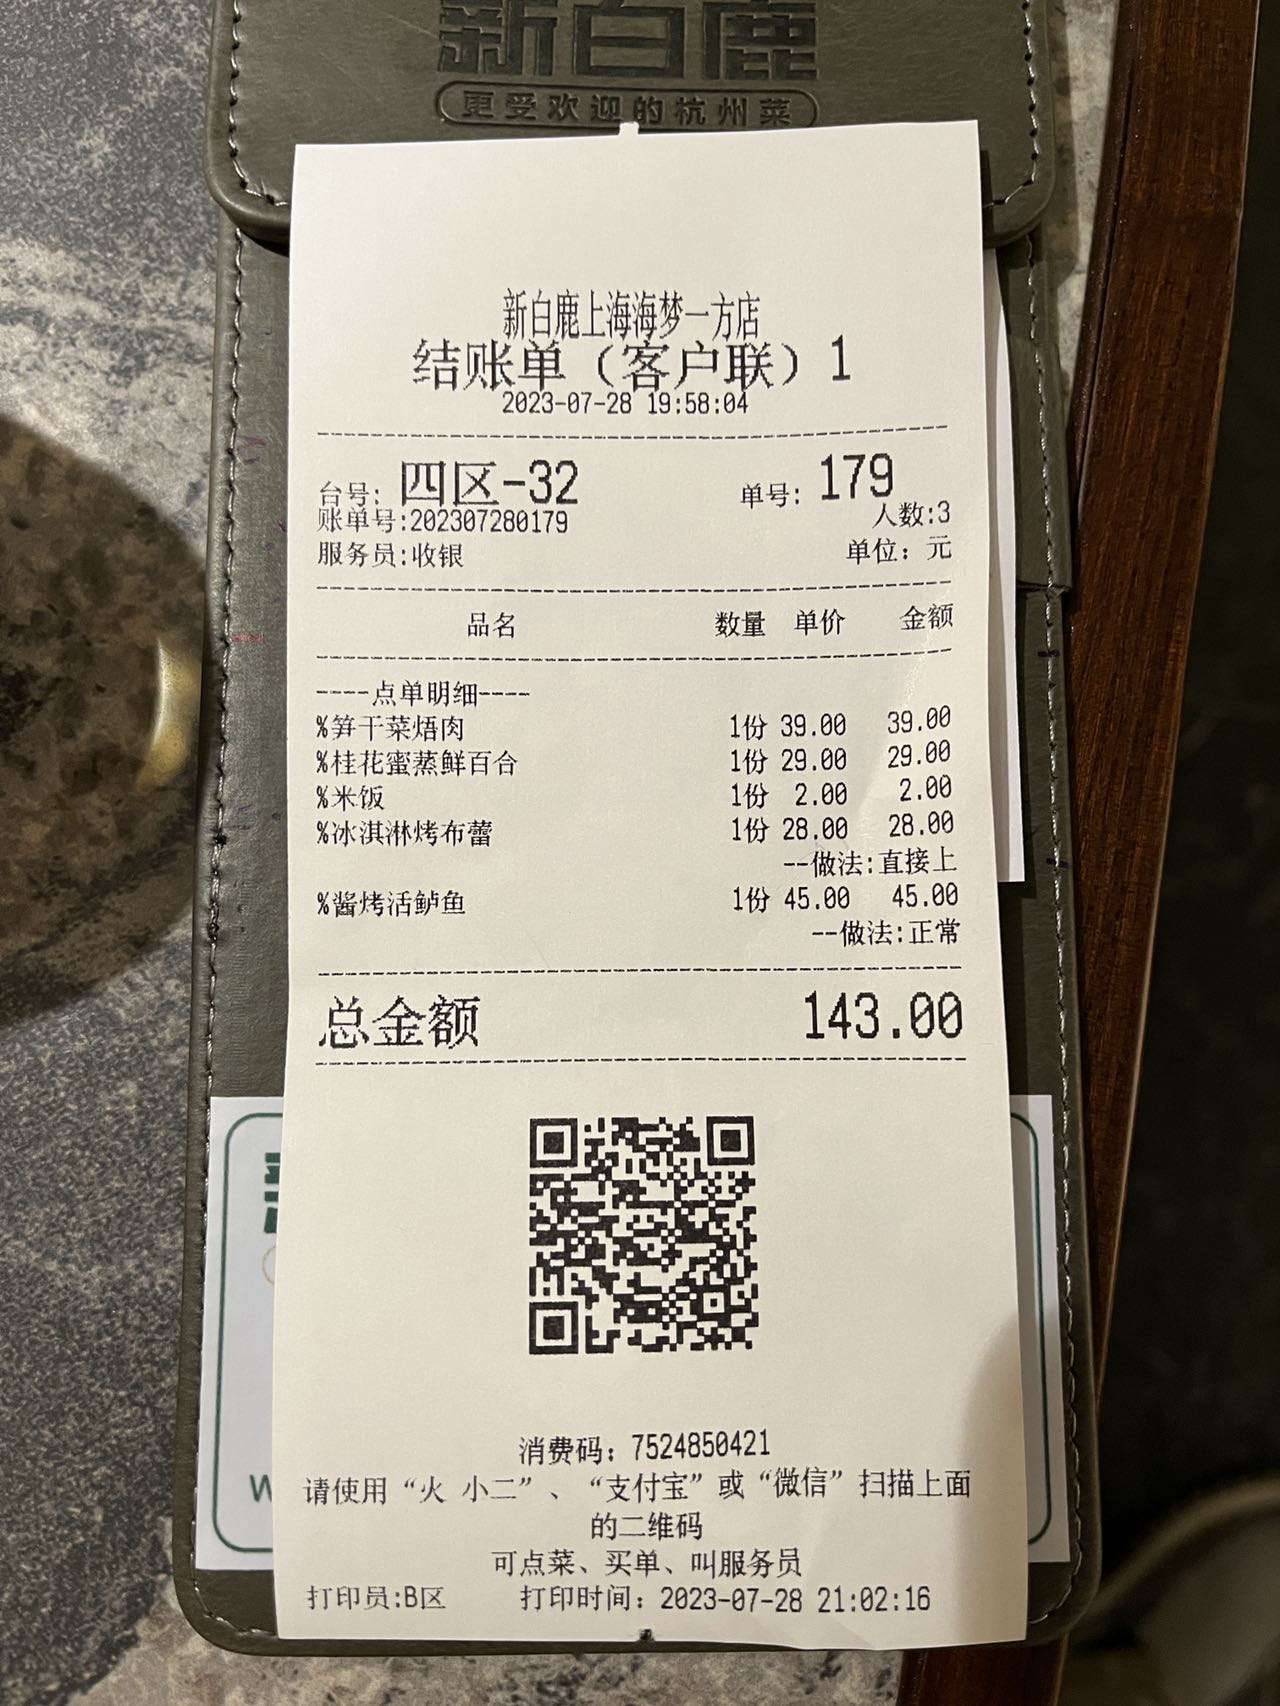 新白鹿
更受欢迎的杭州菜
新白鹿上海海梦一方店
结账单（客户联）1
2023-07-28 19:58:04
台号: 四区-32 单号: 179
账单号:202307280179 人数:3
服务员:收银 单位: 元
品名 数量 单价 金额
----点单明细----
%笋干菜焐肉 1份 39.00 39.00
%桂花蜜蒸鲜百合 1份 29.00 29.00
%米饭 1份 2.00 2.00
%冰淇淋烤布蕾 1份 28.00 28.00
--做法:直接上
%酱烤活鲈鱼 1份 45.00 45.00
--做法:正常
总金额 143.00
消费码: 7524850421
请使用“火 小二”、“支付宝”或“微信”扫描上面
的二维码
可点菜、买单、叫服务员
打印员:B区 打印时间: 2023-07-28 21:02:16